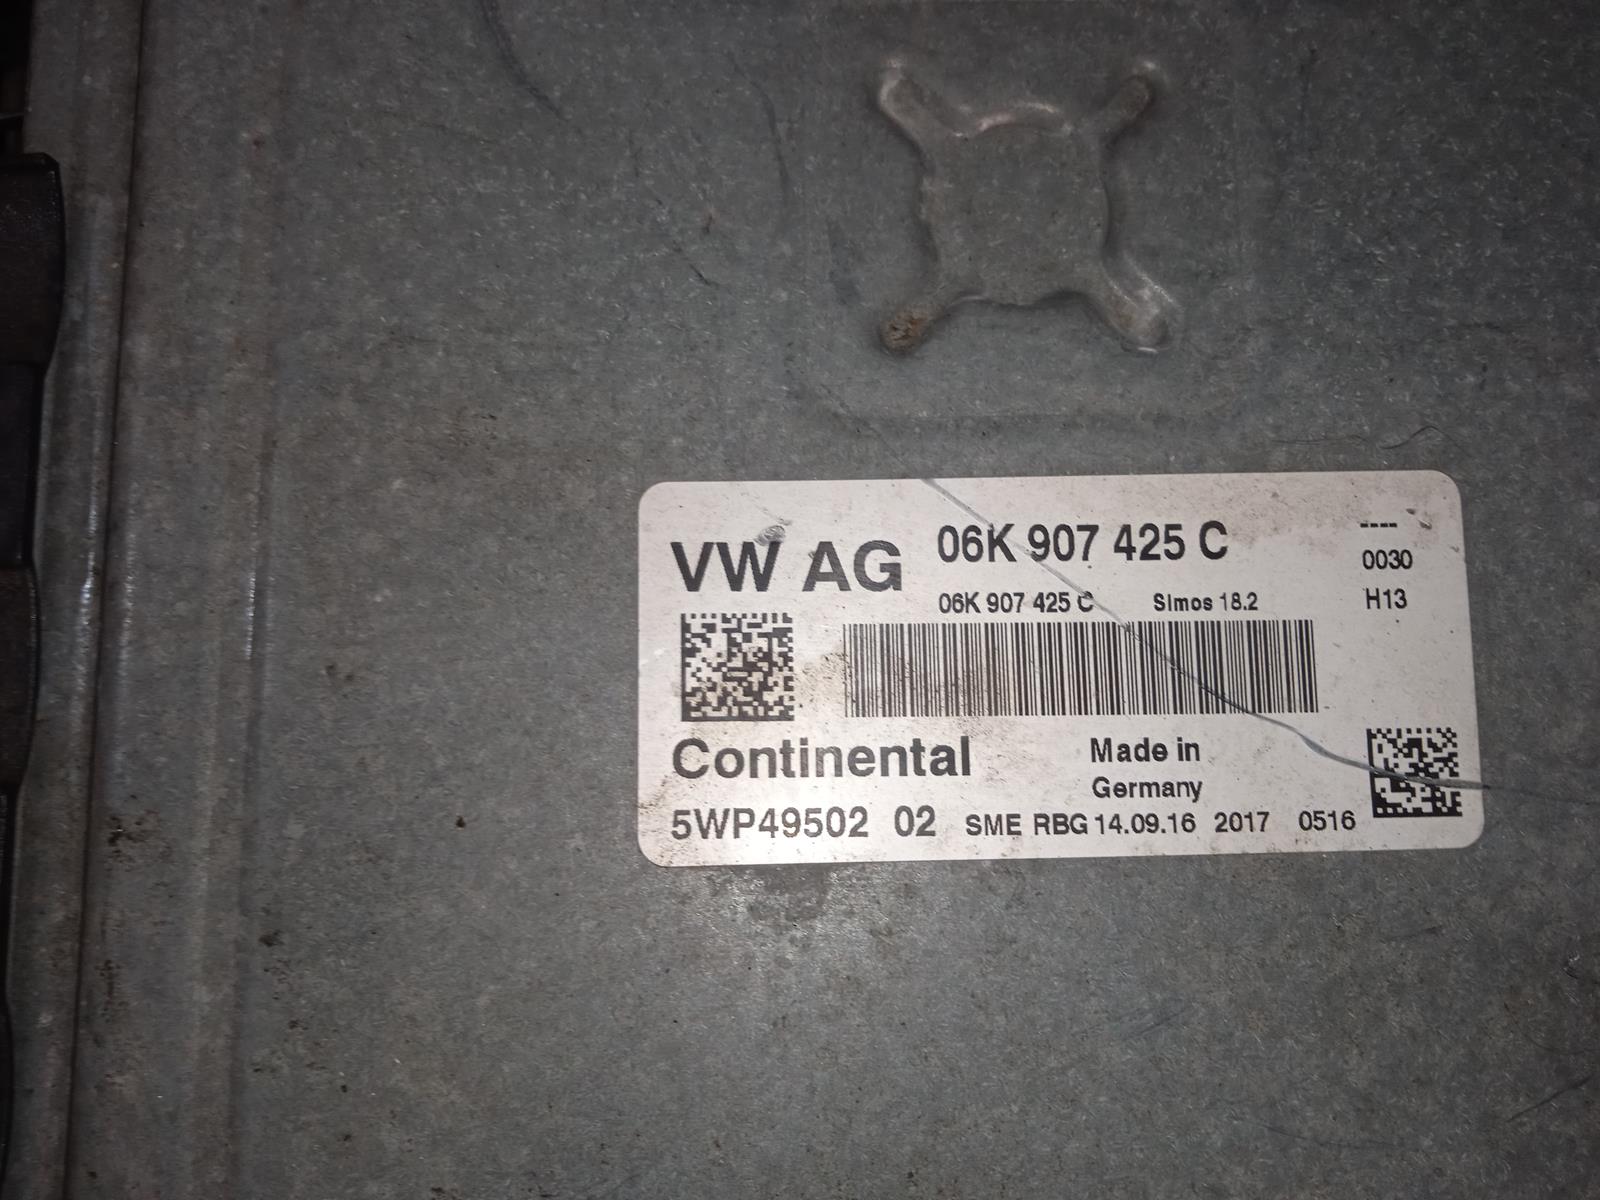 VW AG 06K 907 425 C ----
0030
06K 907 425 C Simos 18.2 H13
Continental Made in
Germany
5WP49502 02 SME RBG 14.09.16 2017 0516